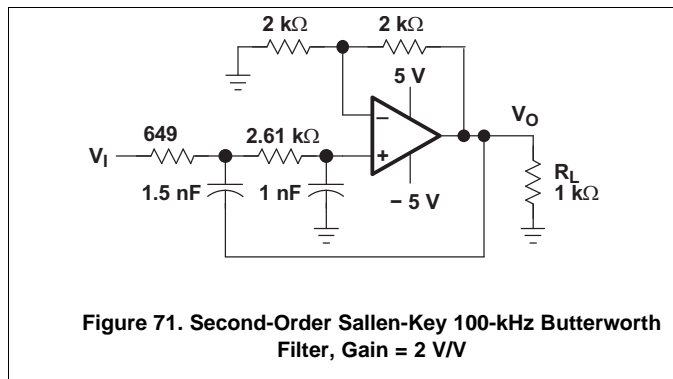 2 kΩ 2 kΩ
5 V
V_O
649 2.61 kΩ
V_I
−
+
1.5 nF 1 nF
− 5 V
R_L
1 kΩ
Figure 71. Second-Order Sallen-Key 100-kHz Butterworth
Filter, Gain = 2 V/V